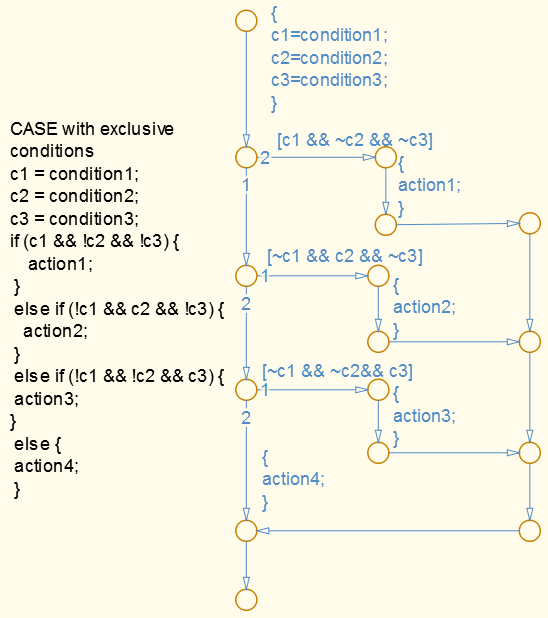 {
c1=condition1;
c2=condition2;
c3=condition3;
}
CASE with exclusive
conditions
c1 = condition1;
c2 = condition2;
c3 = condition3;
if (c1 && !c2 && !c3) {
action1;
}
else if (!c1 && c2 && !c3) {
action2;
}
else if (!c1 && !c2 && c3) {
action3;
}
else {
action4;
}
[c1 && ~c2 && ~c3]
2
1
{
action1;
}
[~c1 && c2 && ~c3]
1
2
{
action2;
}
[~c1 && ~c2&& c3]
1
2
{
action3;
}
{
action4;
}